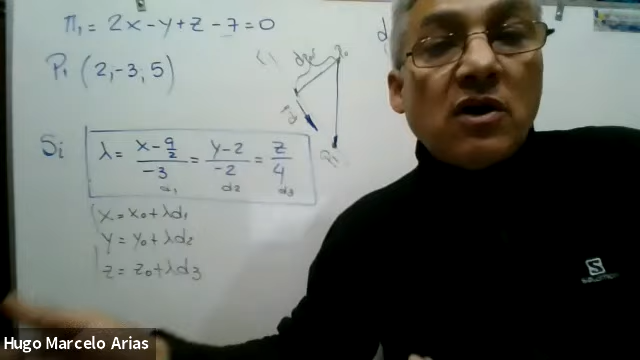 Π₁ = 2x - y + z - 7 = 0
P₁ (2, -3, 5)
Si λ = (x - 9/2)/-3 = (y - 2)/-2 = z/4
d₁ d₂ d₃
x = x₀ + λd₁
y = y₀ + λd₂
z = z₀ + λd₃
d
S
Hugo Marcelo Arias